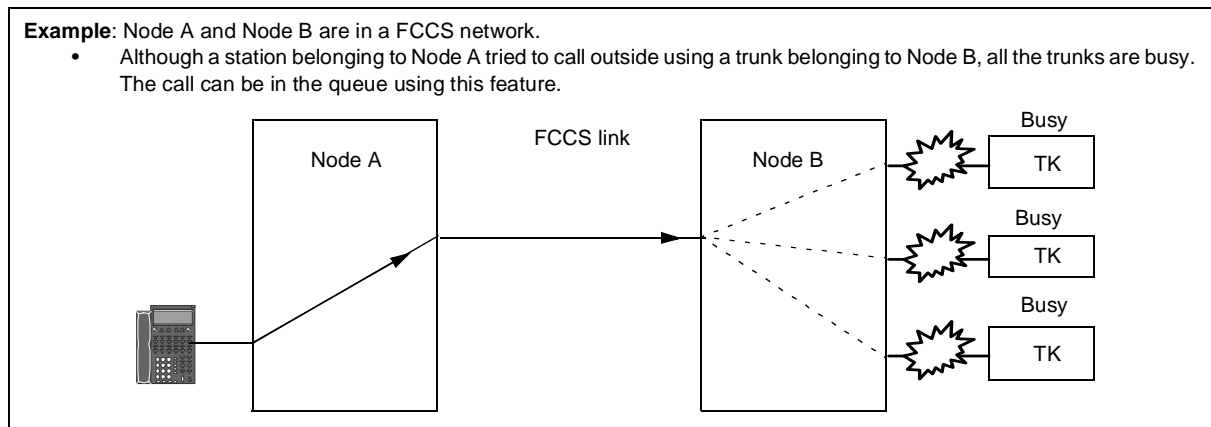 Example: Node A and Node B are in a FCCS network.
• Although a station belonging to Node A tried to call outside using a trunk belonging to Node B, all the trunks are busy.
The call can be in the queue using this feature.
Node A
FCCS link
Node B
Busy
TK
Busy
TK
Busy
TK